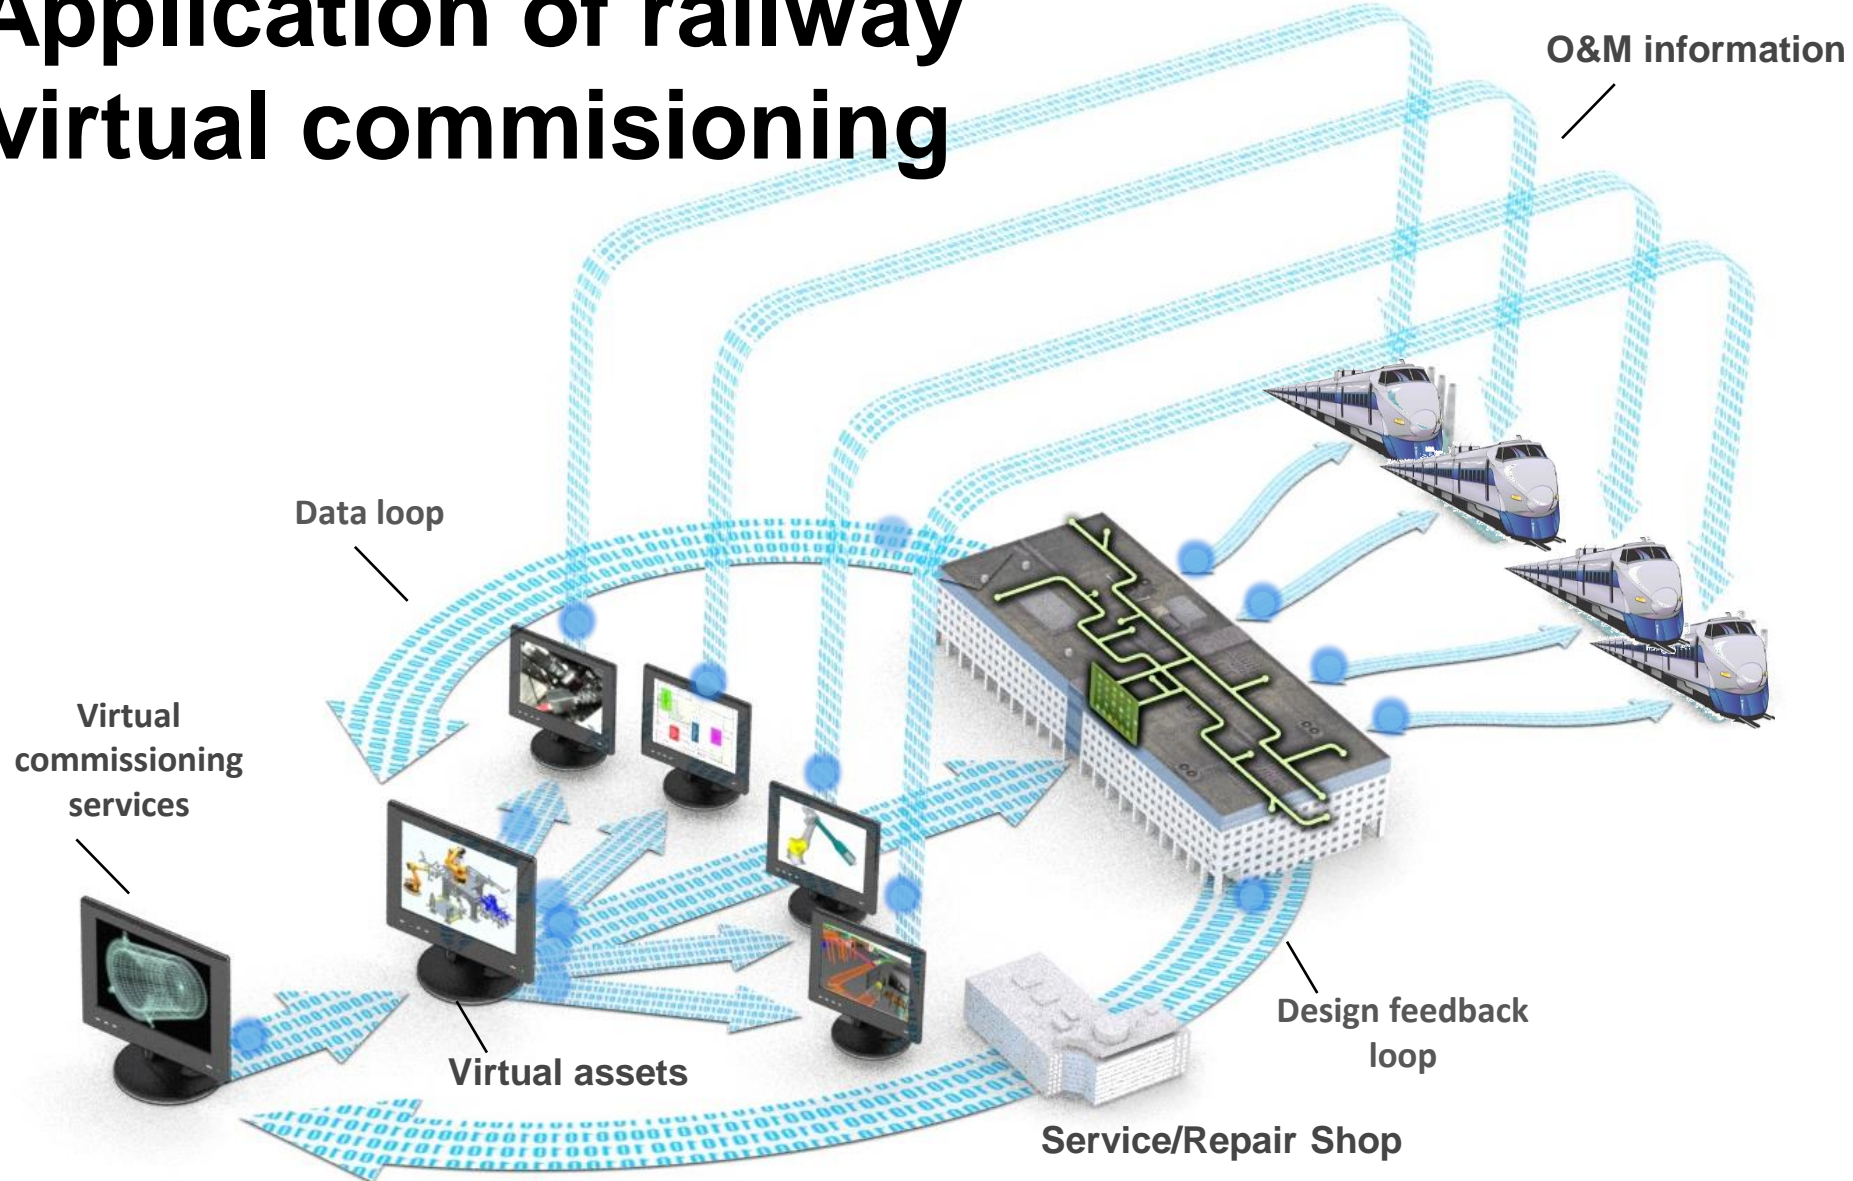 Application of railway
virtual commisioning
O&M information
Data loop
Virtual
commissioning
services
Virtual assets
Design feedback
loop
Service/Repair Shop